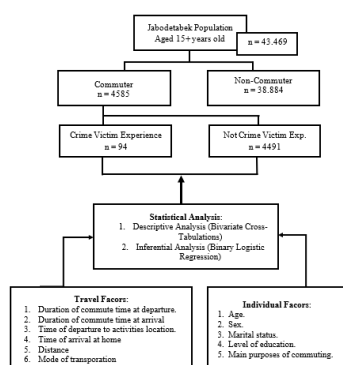 Jabodetabek Population
Aged 15+ years old
n = 43.469
Commuter
n = 4585
Non-Commuter
n = 38.884
Crime Victim Experience
n = 94
Not Crime Victim Exp.
n = 4491
Statistical Analysis:
1. Descriptive Analysis (Bivariate Cross-
Tabulations)
2. Inferential Analysis (Binary Logistic
Regression)
Travel Facors:
1. Duration of commute time at departure.
2. Duration of commute time at arrival
3. Time of departure to activities location.
4. Time of arrival at home
5. Distance
6. Mode of transporation
Individual Facors:
1. Age.
2. Sex.
3. Marital status.
4. Level of education.
5. Main purposes of commuting.